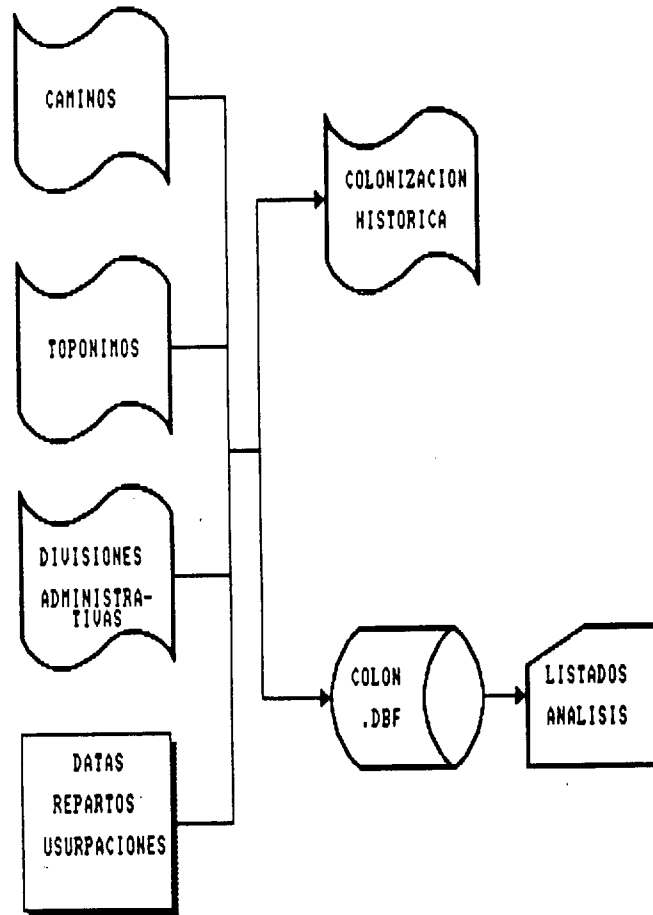 CAMINOS
COLONIZACION
HISTORICA
TOPONIMOS
DIVISIONES
ADMINISTRA-
TIVAS
COLON
.DBF
LISTADOS
ANALISIS
DATAS
REPARTOS
USURPACIONES